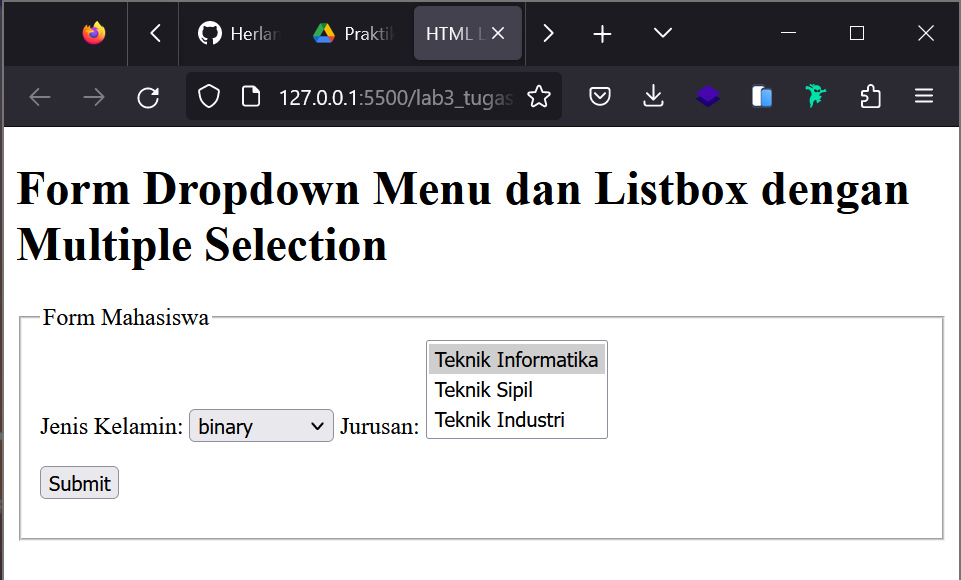 Herlan
Prakti
HTML L
127.0.0.1:5500/lab3_tugas
Form Dropdown Menu dan Listbox dengan
Multiple Selection
Form Mahasiswa
Teknik Informatika
Teknik Sipil
Teknik Industri
Jenis Kelamin: binary Jurusan:
Submit